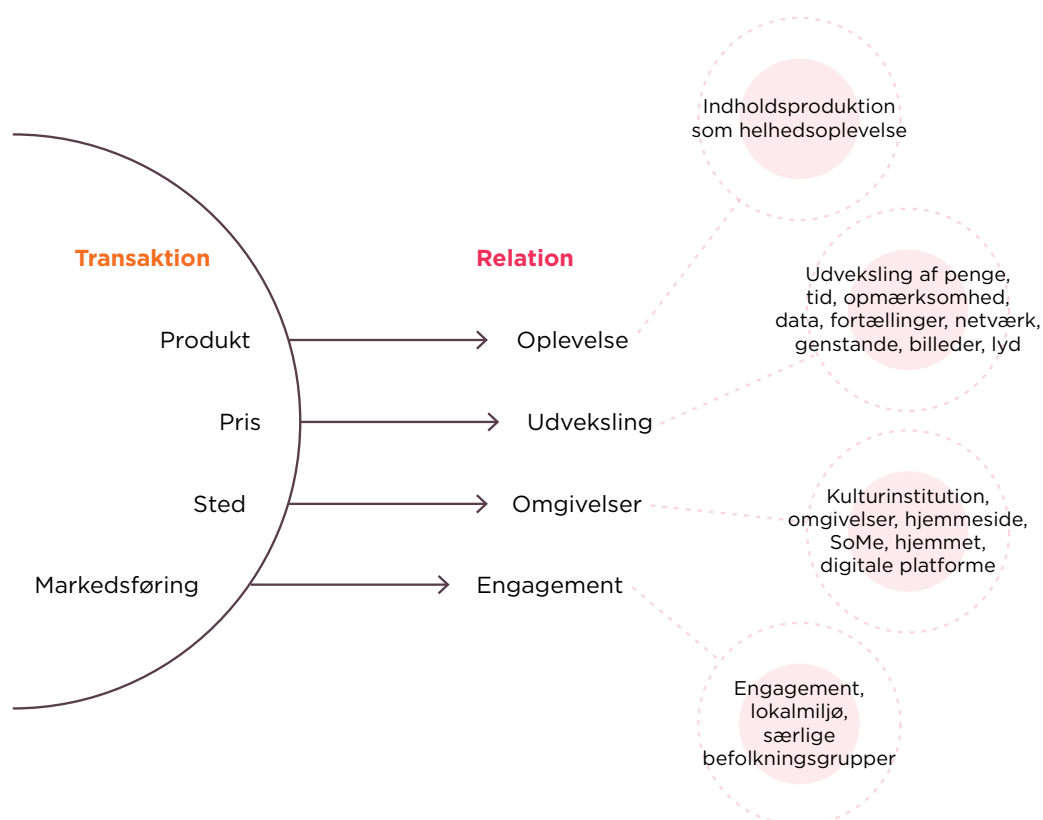 Indholdsproduktion
som helhedsoplevelse
Transaktion
Relation
Udveksling af penge,
tid, opmærksomhed,
data, fortællinger, netværk,
genstande, billeder, lyd
Produkt
Oplevelse
Pris
Udveksling
Sted
Omgivelser
Kulturinstitution,
omgivelser, hjemmeside,
SoMe, hjemmet,
digitale platforme
Markedsføring
Engagement
Engagement,
lokalmiljø,
særlige
befolkningsgrupper